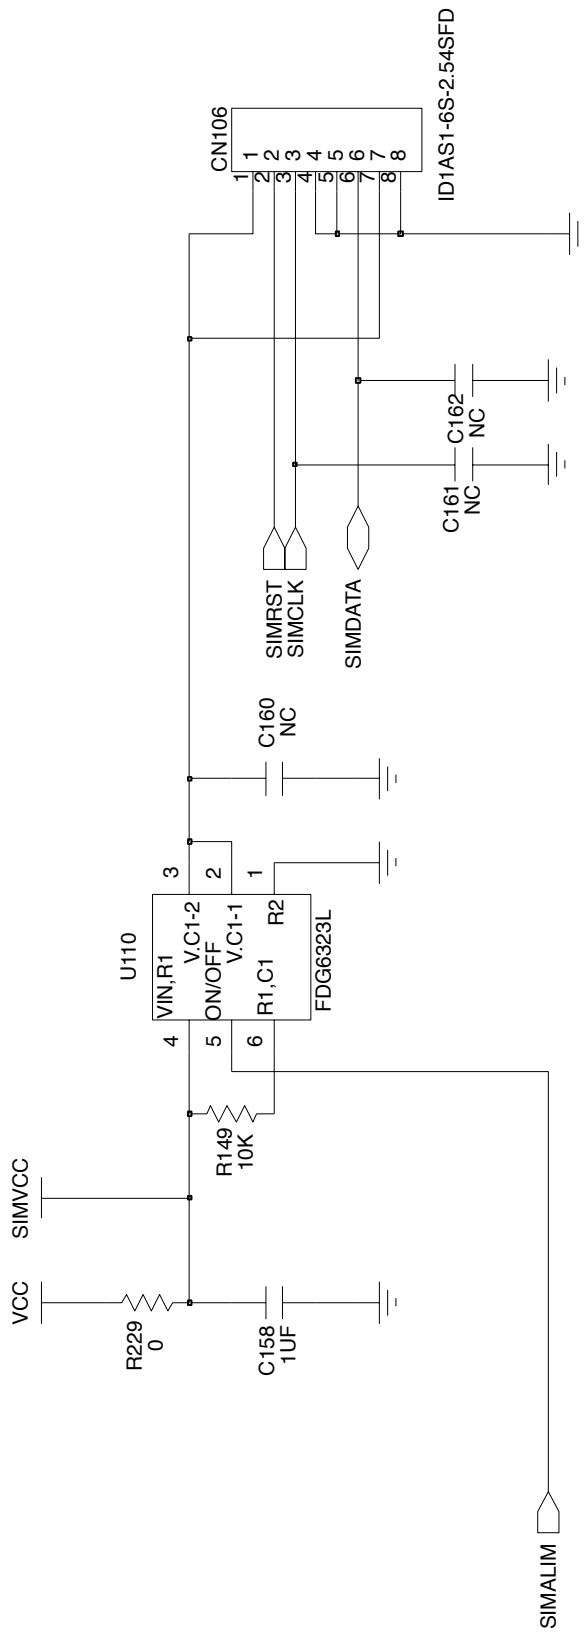 VCC
SIMVCC
R229
0
C158
1UF
R149
10K
SIMALIM
U110
4
5
6
VIN,R1
V.C1-2
ON/OFF
V.C1-1
R1,C1
R2
3
2
1
FDG6323L
C160
NC
SIMRST
SIMCLK
SIMDATA
C161
NC
C162
NC
CN106
1 1
2 2
3 3
4 4
5 5
6 6
7 7
8 8
ID1AS1-6S-2.54SFD